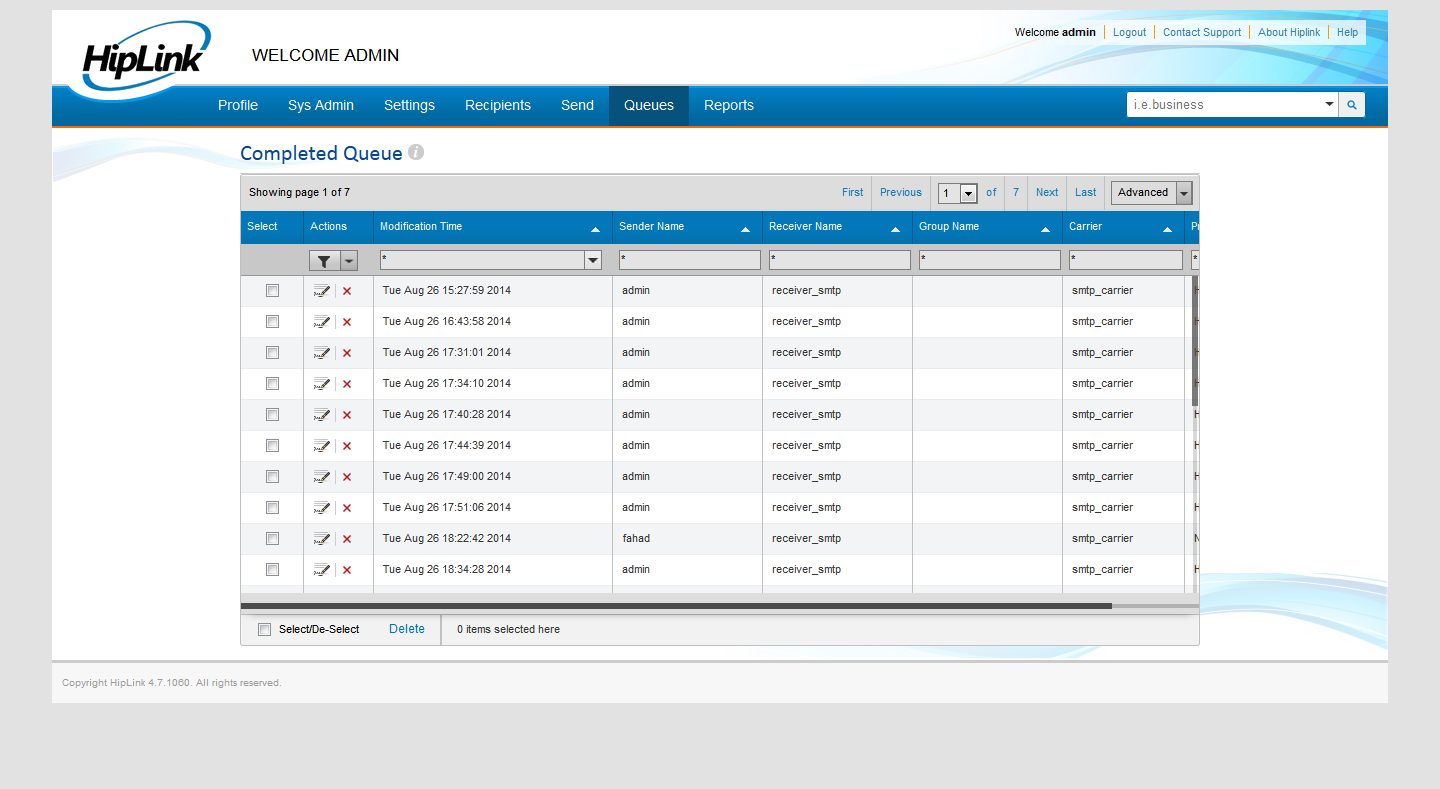 HipLink
WELCOME ADMIN
Welcome admin Logout Contact Support About Hiplink Help
Profile Sys Admin Settings Recipients Send Queues Reports i.e.business
Completed Queue i
Showing page 1 of 7 First Previous 1 of 7 Next Last Advanced
Select Actions Modification Time Sender Name Receiver Name Group Name Carrier
* * * * * *
Tue Aug 26 15:27:59 2014 admin receiver_smtp smtp_carrier
Tue Aug 26 16:43:58 2014 admin receiver_smtp smtp_carrier
Tue Aug 26 17:31:01 2014 admin receiver_smtp smtp_carrier
Tue Aug 26 17:34:10 2014 admin receiver_smtp smtp_carrier
Tue Aug 26 17:40:28 2014 admin receiver_smtp smtp_carrier
Tue Aug 26 17:44:39 2014 admin receiver_smtp smtp_carrier
Tue Aug 26 17:49:00 2014 admin receiver_smtp smtp_carrier
Tue Aug 26 17:51:06 2014 admin receiver_smtp smtp_carrier
Tue Aug 26 18:22:42 2014 fahad receiver_smtp smtp_carrier
Tue Aug 26 18:34:28 2014 admin receiver_smtp smtp_carrier
Select/De-Select Delete 0 items selected here
Copyright HipLink 4.7.1060. All rights reserved.